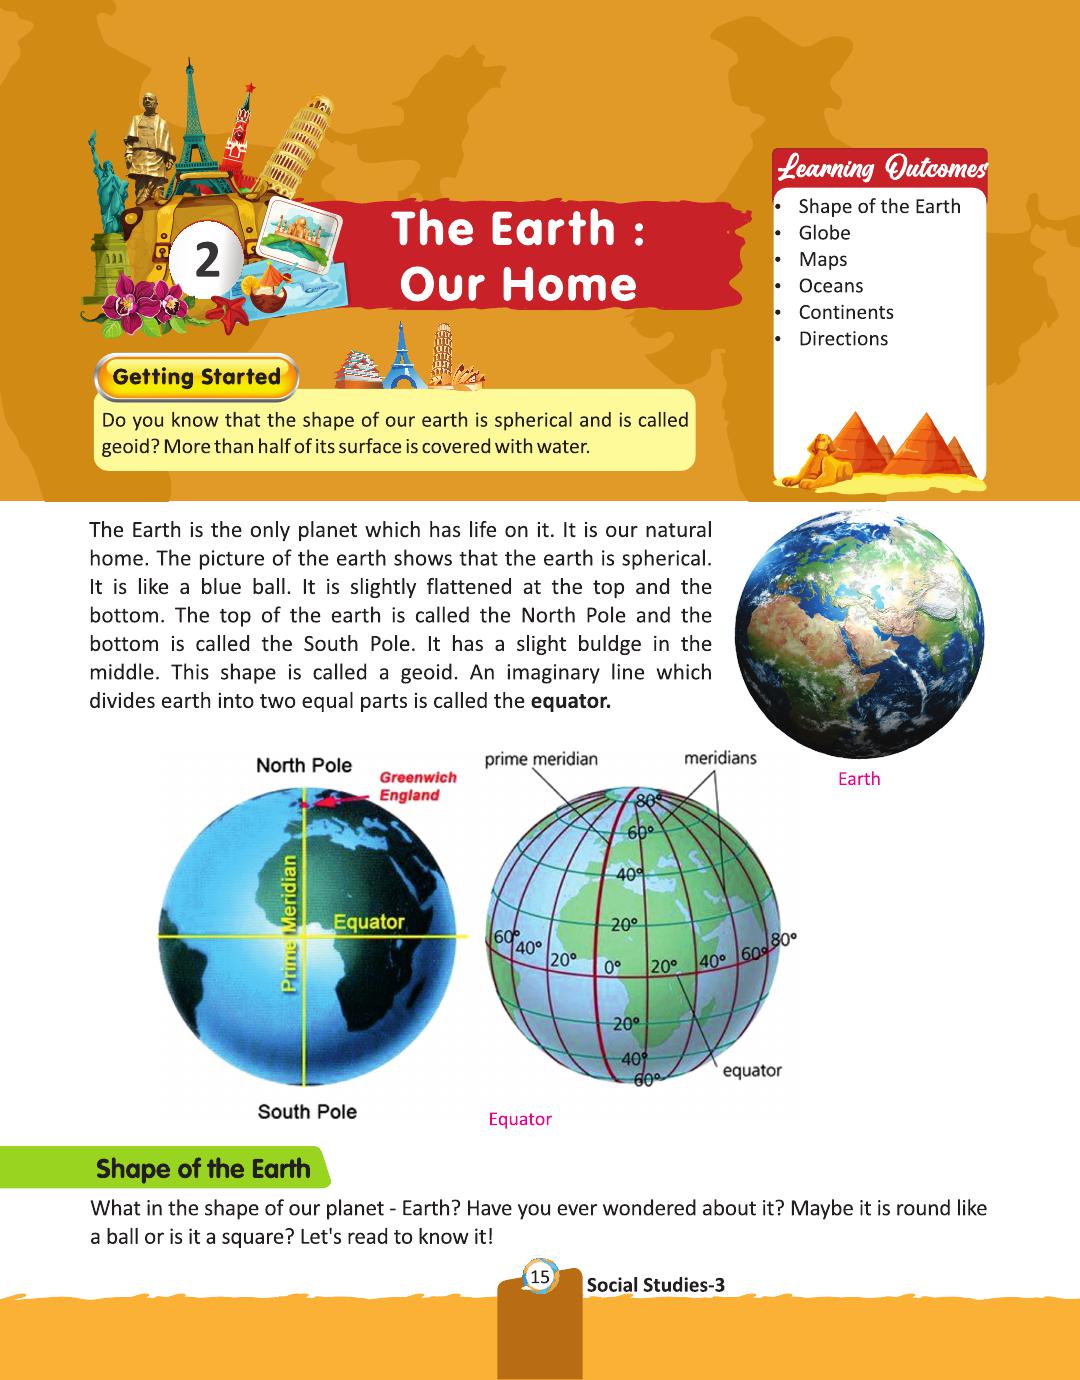 2
The Earth :
Our Home
Learning Outcomes
• Shape of the Earth
• Globe
• Maps
• Oceans
• Continents
• Directions
Getting Started
Do you know that the shape of our earth is spherical and is called
geoid? More than half of its surface is covered with water.
The Earth is the only planet which has life on it. It is our natural
home. The picture of the earth shows that the earth is spherical.
It is like a blue ball. It is slightly flattened at the top and the
bottom. The top of the earth is called the North Pole and the
bottom is called the South Pole. It has a slight buldge in the
middle. This shape is called a geoid. An imaginary line which
divides earth into two equal parts is called the equator.
Earth
North Pole
Greenwich
England
Prime Meridian
Equator
South Pole
prime meridian
meridians
80°
60°
40°
20°
60°
40°
20°
0°
20°
40°
60°
80°
20°
40°
60°
equator
Equator
Shape of the Earth
What in the shape of our planet - Earth? Have you ever wondered about it? Maybe it is round like
a ball or is it a square? Let's read to know it!
15
Social Studies-3